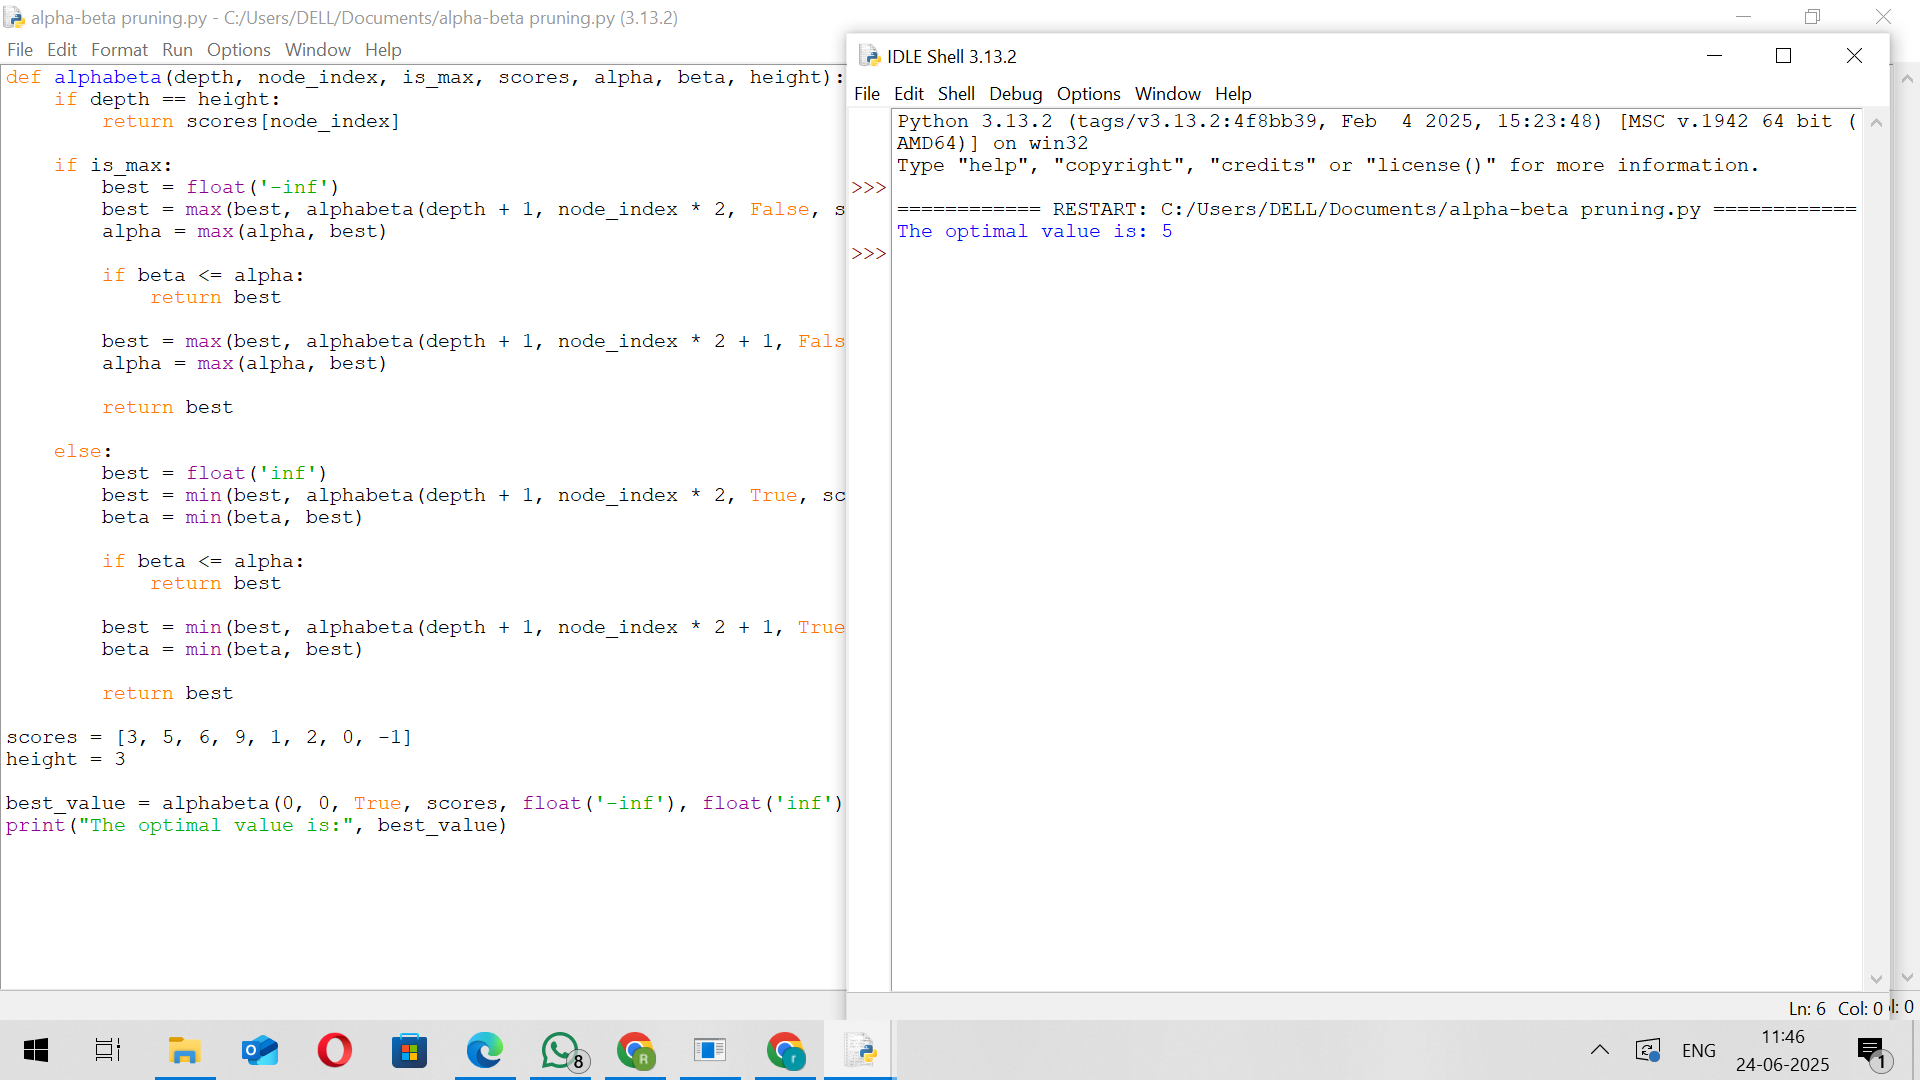 alpha-beta pruning.py - C:/Users/DELL/Documents/alpha-beta pruning.py (3.13.2)
File Edit Format Run Options Window Help
def alphabeta(depth, node_index, is_max, scores, alpha, beta, height):
    if depth == height:
        return scores[node_index]
    if is_max:
        best = float('-inf')
        best = max(best, alphabeta(depth + 1, node_index * 2, False, s
        alpha = max(alpha, best)
        if beta <= alpha:
            return best
        best = max(best, alphabeta(depth + 1, node_index * 2 + 1, Fals
        alpha = max(alpha, best)
        return best
    else:
        best = float('inf')
        best = min(best, alphabeta(depth + 1, node_index * 2, True, sc
        beta = min(beta, best)
        if beta <= alpha:
            return best
        best = min(best, alphabeta(depth + 1, node_index * 2 + 1, True
        beta = min(beta, best)
        return best
scores = [3, 5, 6, 9, 1, 2, 0, -1]
height = 3
best_value = alphabeta(0, 0, True, scores, float('-inf'), float('inf')
print("The optimal value is:", best_value)
IDLE Shell 3.13.2
File Edit Shell Debug Options Window Help
Python 3.13.2 (tags/v3.13.2:4f8bb39, Feb  4 2025, 15:23:48) [MSC v.1942 64 bit (
AMD64)] on win32
Type "help", "copyright", "credits" or "license()" for more information.
>>>
============ RESTART: C:/Users/DELL/Documents/alpha-beta pruning.py ============
The optimal value is: 5
>>>
Ln: 6 Col: 0
l: 0
8
R
r
ENG
11:46
24-06-2025
1